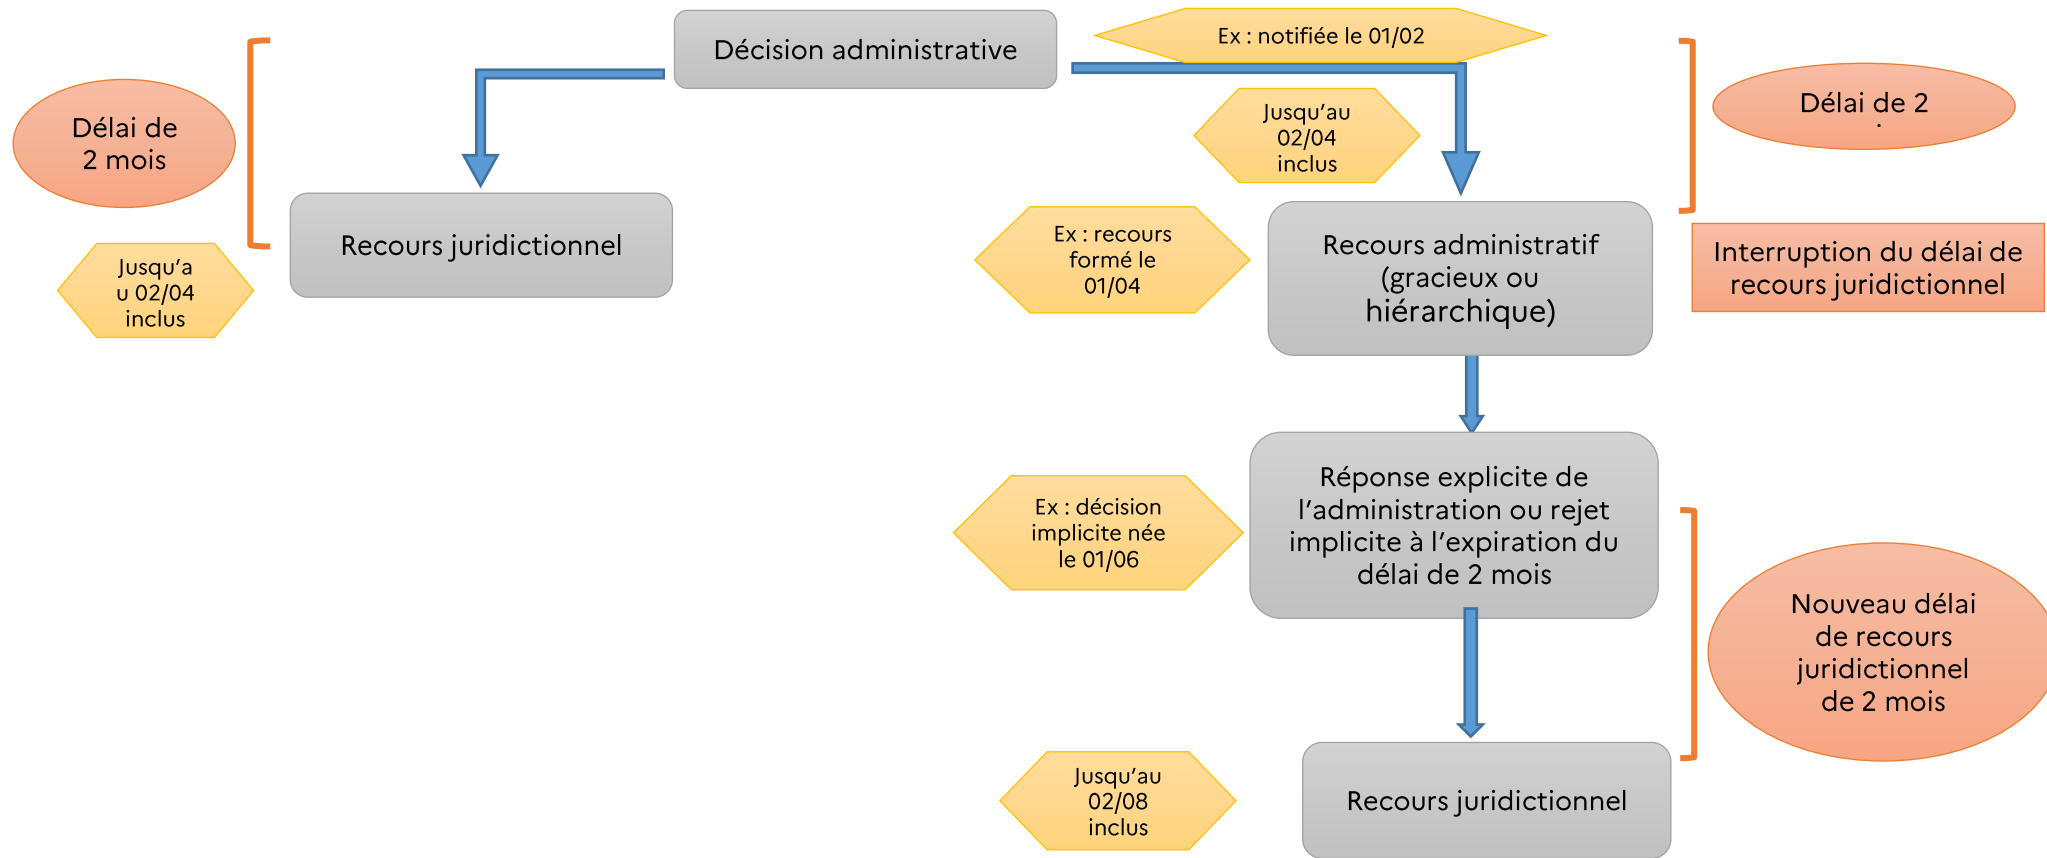 Décision administrative
Ex : notifiée le 01/02
Délai de
2 mois
Jusqu'au
02/04
inclus
Délai de 2
Recours juridictionnel
Jusqu'a
u 02/04
inclus
Ex : recours
formé le
01/04
Recours administratif
(gracieux ou
hiérarchique)
Interruption du délai de
recours juridictionnel
Ex : décision
implicite née
le 01/06
Réponse explicite de
l'administration ou rejet
implicite à l'expiration du
délai de 2 mois
Nouveau délai
de recours
juridictionnel
de 2 mois
Jusqu'au
02/08
inclus
Recours juridictionnel